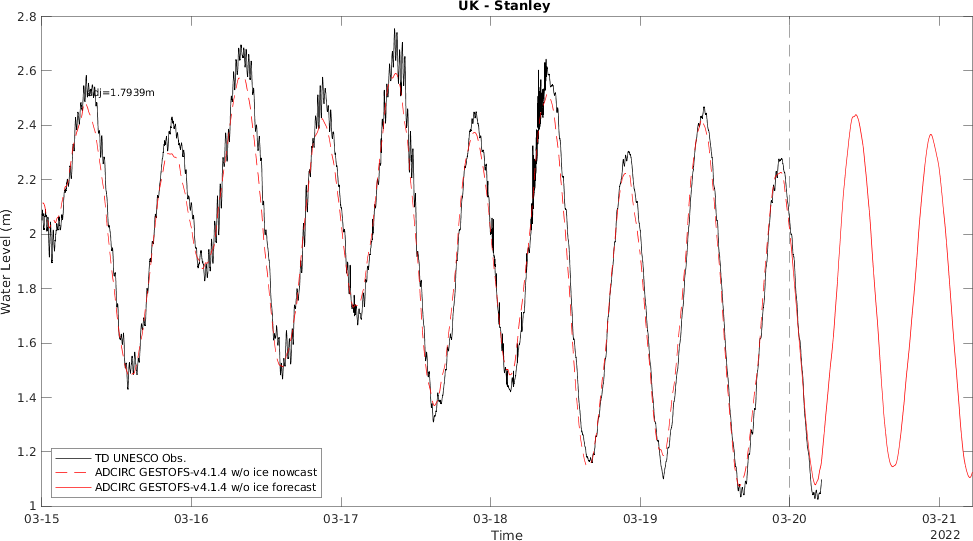 UK - Stanley
2.8
2.6
2.4
2.2
2
1.8
1.6
1.4
1.2
1
Water Level (m)
adj=1.7939m
TD UNESCO Obs.
ADCIRC GESTOFS-v4.1.4 w/o ice nowcast
ADCIRC GESTOFS-v4.1.4 w/o ice forecast
03-15 03-16 03-17 03-18 03-19 03-20 03-21
Time
2022